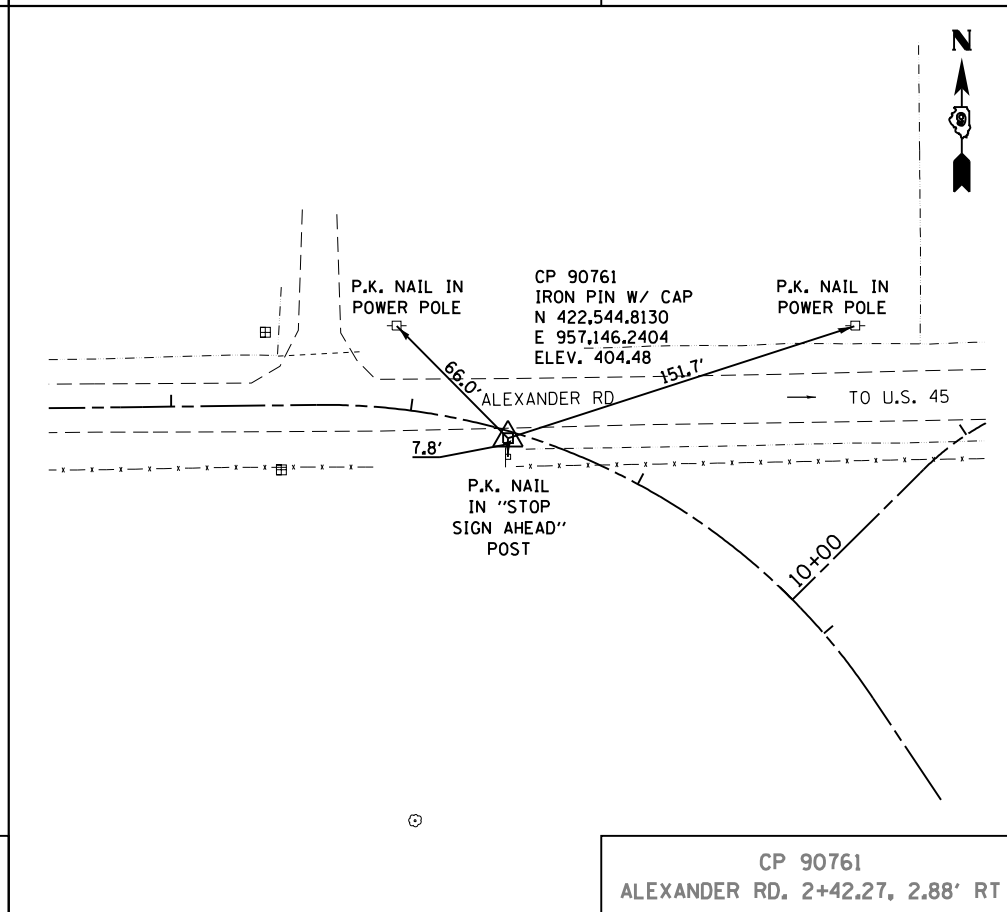 N
9
P.K. NAIL IN
POWER POLE
CP 90761
IRON PIN W/ CAP
N 422,544.8130
E 957,146.2404
ELEV. 404.48
P.K. NAIL IN
POWER POLE
66.0'
151.7'
ALEXANDER RD
TO U.S. 45
7.8'
P.K. NAIL
IN "STOP
SIGN AHEAD"
POST
10+00
CP 90761
ALEXANDER RD. 2+42.27, 2.88' RT